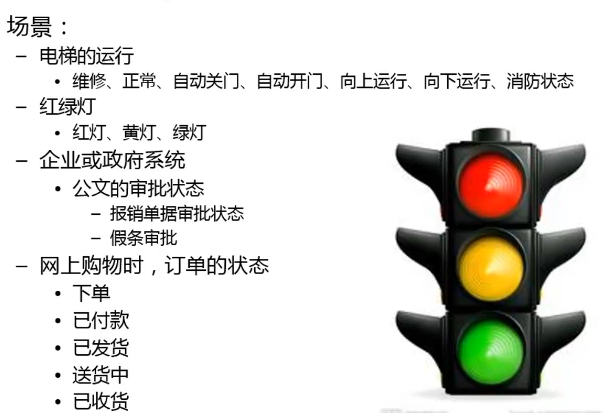 场景：
– 电梯的运行
• 维修、正常、自动关门、自动开门、向上运行、向下运行、消防状态
– 红绿灯
• 红灯、黄灯、绿灯
– 企业或政府系统
• 公文的审批状态
– 报销单据审批状态
– 假条审批
– 网上购物时，订单的状态
• 下单
• 已付款
• 已发货
• 送货中
• 已收货